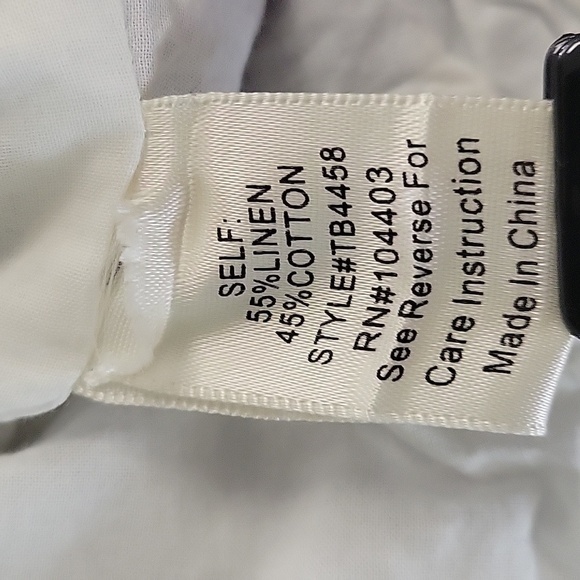 SELF:
55%LINEN
45%COTTON
STYLE#TB4458
RN#104403
See Reverse For
Care Instruction
Made In China